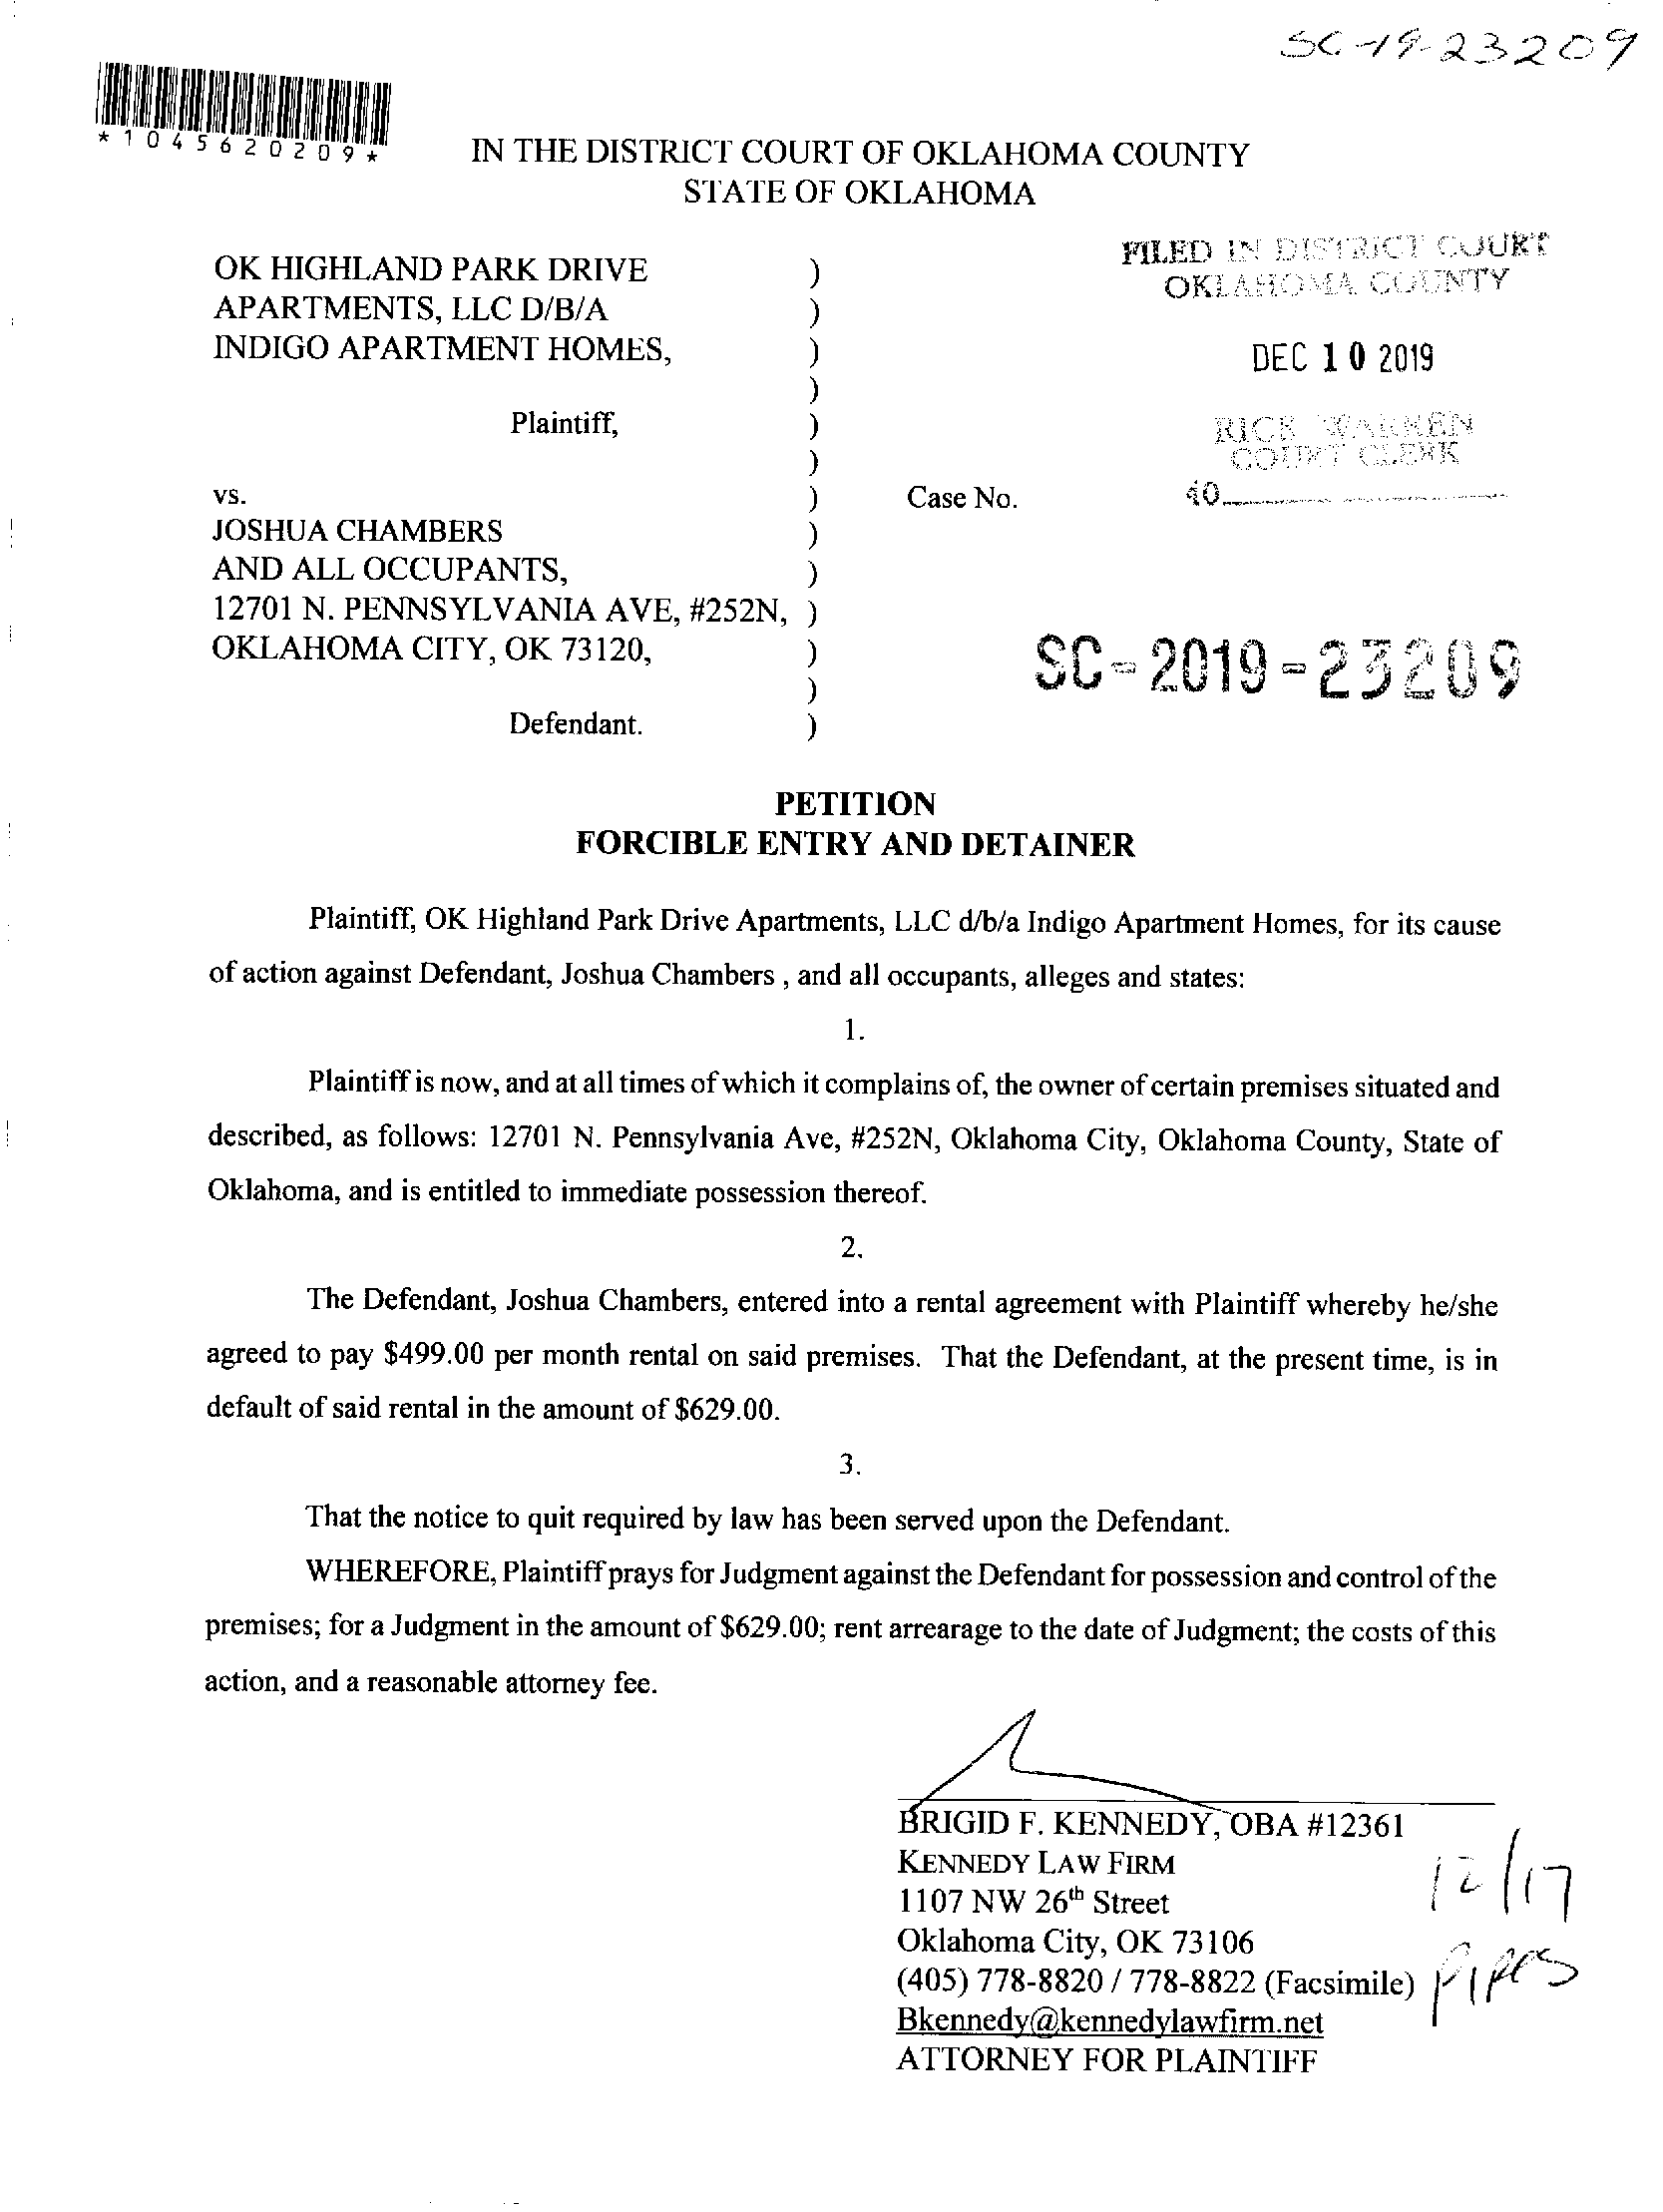 SC-19-23209
*1045620209*
IN THE DISTRICT COURT OF OKLAHOMA COUNTY
STATE OF OKLAHOMA
FILED IN DISTRICT COURT
OKLAHOMA COUNTY
DEC 10 2019
RICK WARREN
COURT CLERK
40
OK HIGHLAND PARK DRIVE )
APARTMENTS, LLC D/B/A )
INDIGO APARTMENT HOMES, )
)
Plaintiff, )
)
vs. ) Case No.
JOSHUA CHAMBERS )
AND ALL OCCUPANTS, )
12701 N. PENNSYLVANIA AVE, #252N, )
OKLAHOMA CITY, OK 73120, )
)
Defendant. )
SC-2019-23209
PETITION
FORCIBLE ENTRY AND DETAINER
Plaintiff, OK Highland Park Drive Apartments, LLC d/b/a Indigo Apartment Homes, for its cause
of action against Defendant, Joshua Chambers , and all occupants, alleges and states:
1.
Plaintiff is now, and at all times of which it complains of, the owner of certain premises situated and
described, as follows: 12701 N. Pennsylvania Ave, #252N, Oklahoma City, Oklahoma County, State of
Oklahoma, and is entitled to immediate possession thereof.
2.
The Defendant, Joshua Chambers, entered into a rental agreement with Plaintiff whereby he/she
agreed to pay $499.00 per month rental on said premises. That the Defendant, at the present time, is in
default of said rental in the amount of $629.00.
3.
That the notice to quit required by law has been served upon the Defendant.
WHEREFORE, Plaintiff prays for Judgment against the Defendant for possession and control of the
premises; for a Judgment in the amount of $629.00; rent arrearage to the date of Judgment; the costs of this
action, and a reasonable attorney fee.
BRIGID F. KENNEDY, OBA #12361
KENNEDY LAW FIRM
1107 NW 26th Street
Oklahoma City, OK 73106
(405) 778-8820 / 778-8822 (Facsimile)
Bkennedy@kennedylawfirm.net
ATTORNEY FOR PLAINTIFF
12/17